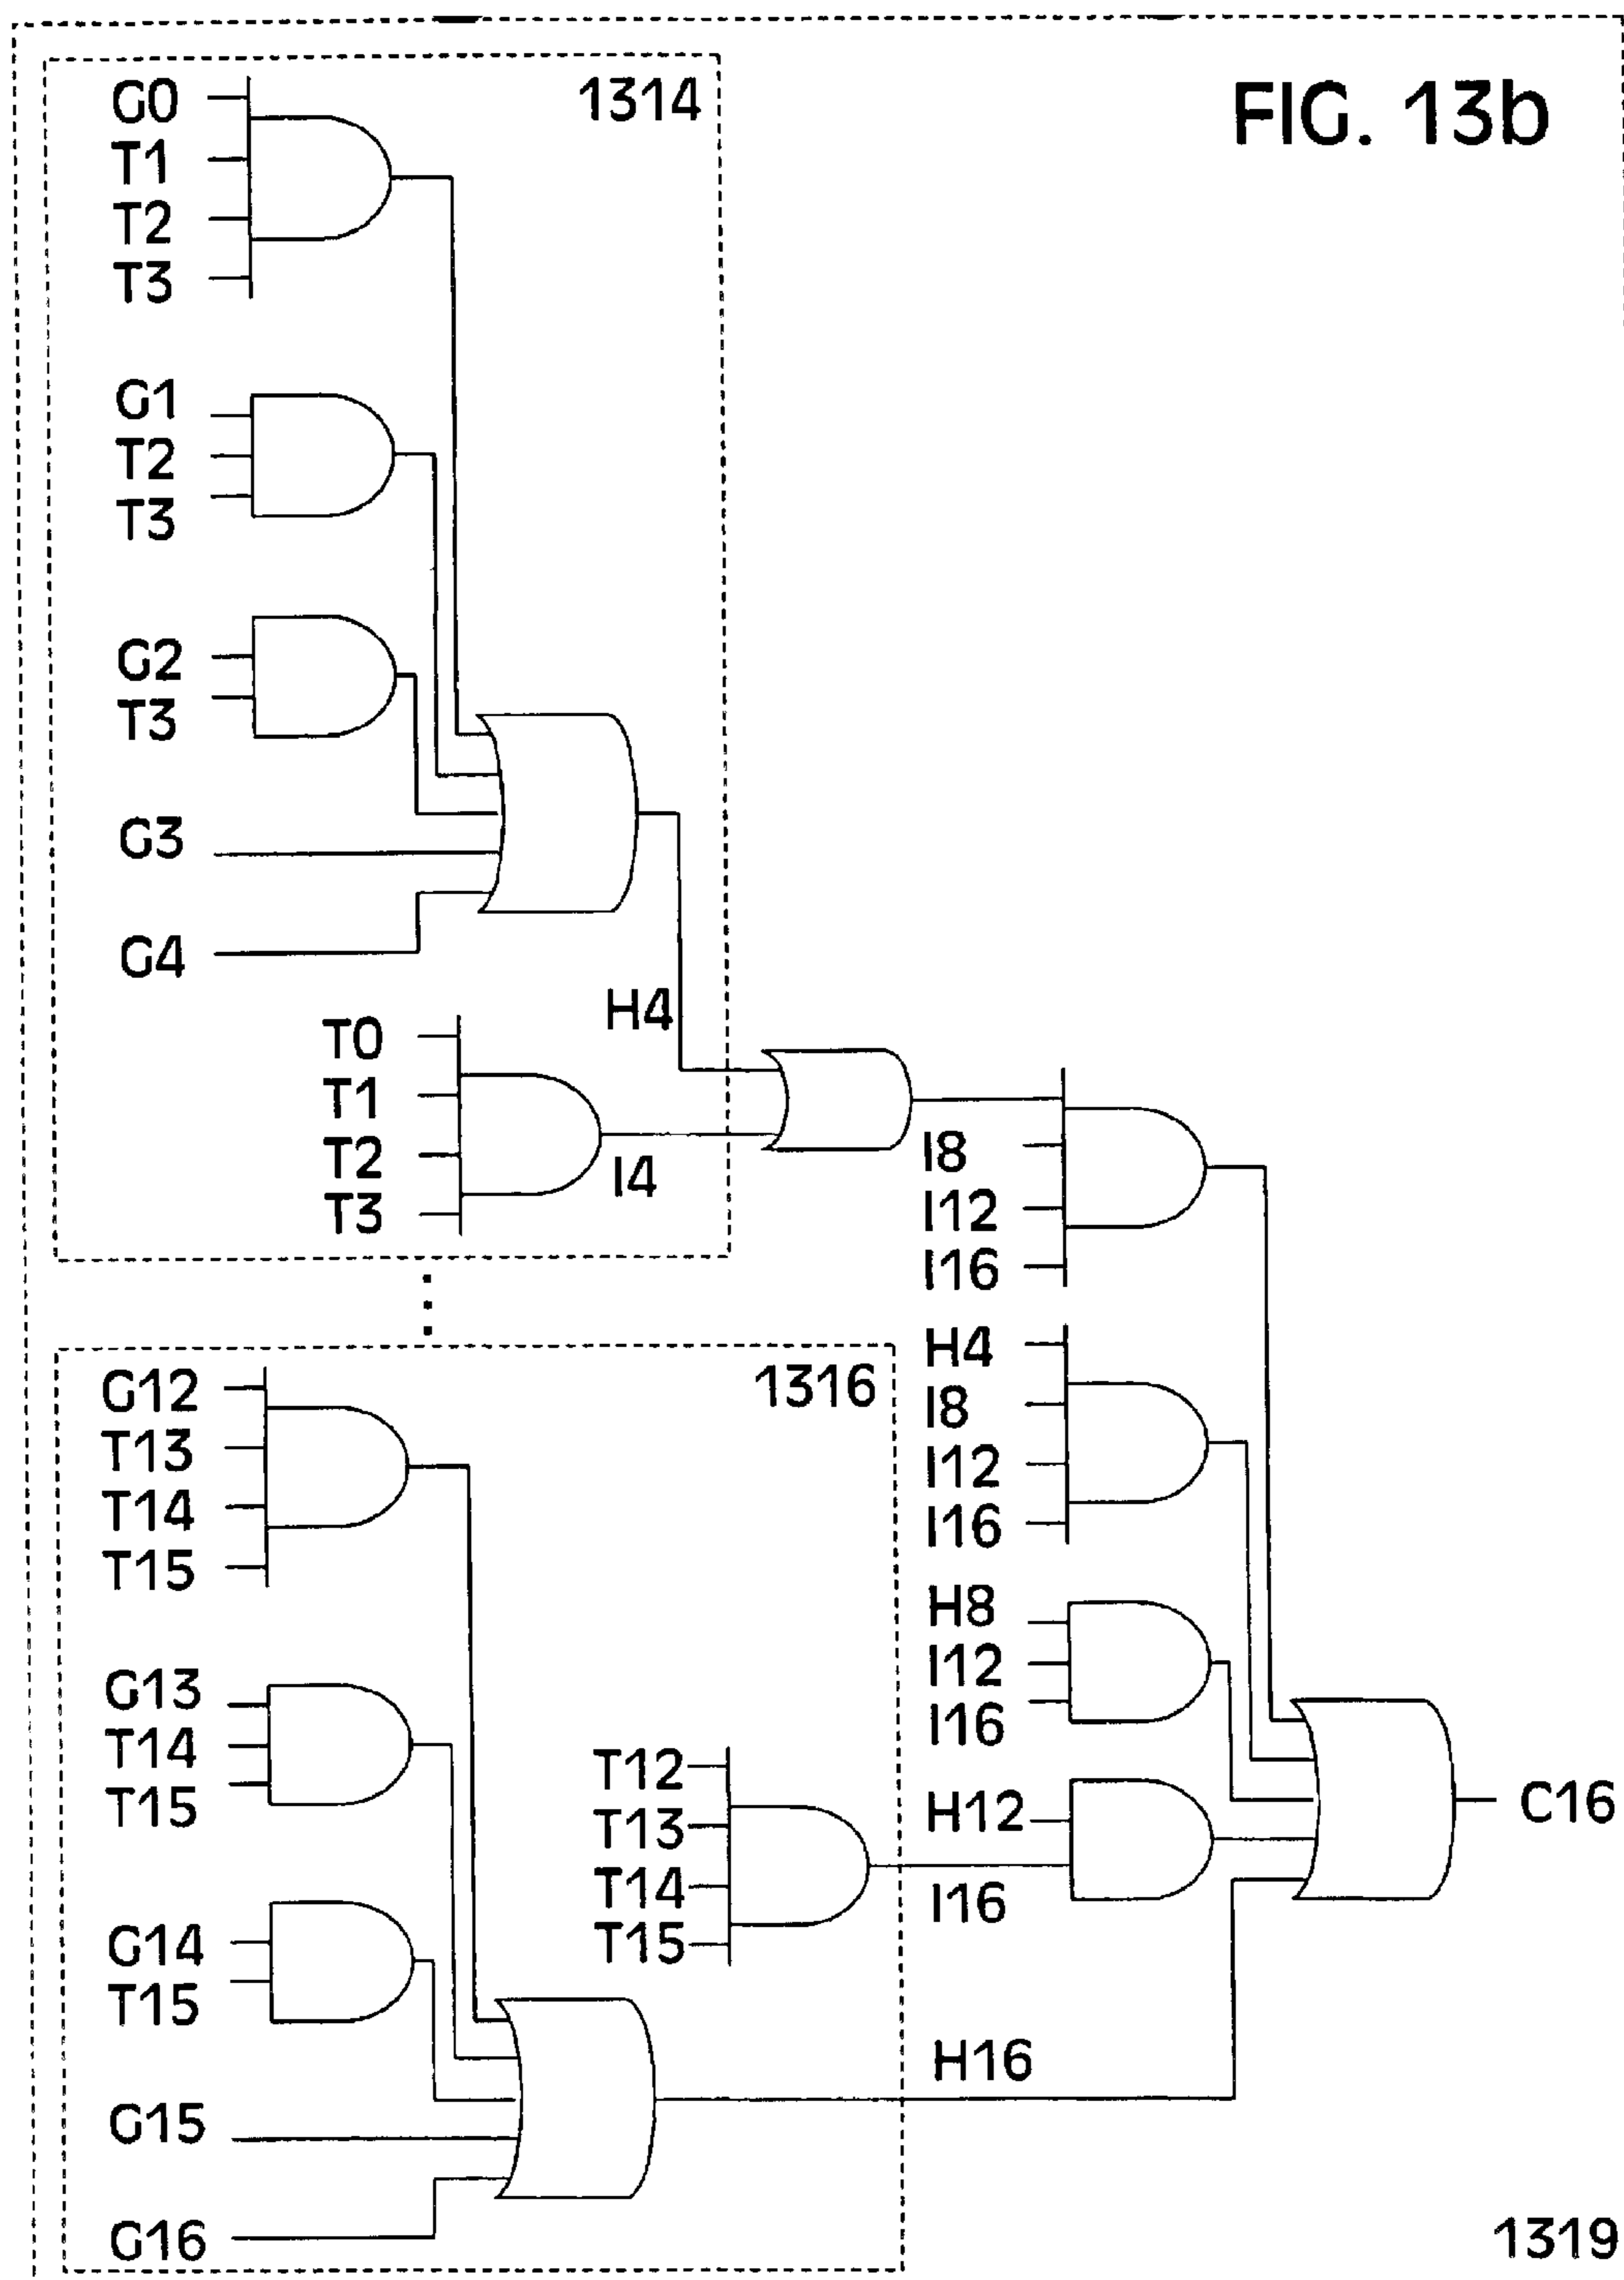 FIG. 13b
1314
G0
T1
T2
T3
G1
T2
T3
G2
T3
G3
G4
H4
T0
T1
T2
T3
I4
I8
I12
I16
H4
I8
I12
I16
H8
I12
I16
H12
I16
C16
1316
G12
T13
T14
T15
G13
T14
T15
G14
T15
G15
G16
T12
T13
T14
T15
H16
1319